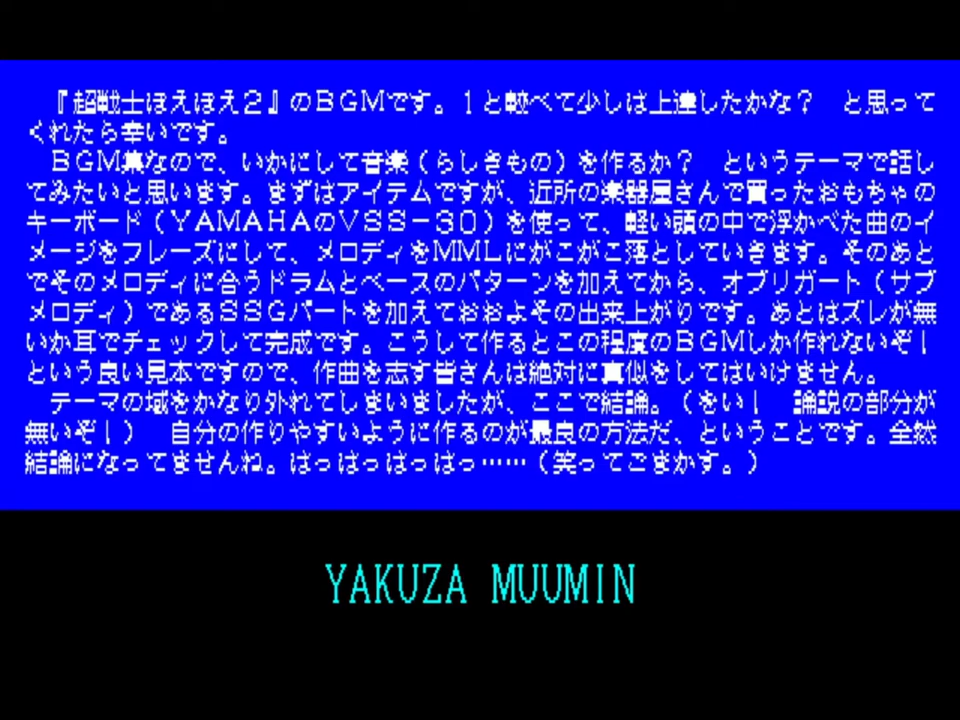 『超戦士ほえほえ２』のＢＧＭです。１と較べて少しは上達したかな？　と思って
くれたら幸いです。
　ＢＧＭ集なので、いかにして音楽（らしきもの）を作るか？　というテーマで話し
てみたいと思います。まずはアイテムですが、近所の楽器屋さんで買ったおもちゃの
キーボード（ＹＡＭＡＨＡのＶＳＳ－３０）を使って、軽い頭の中で浮かべた曲のイ
メージをフレーズにして、メロディをＭＭＬにがこがこ落としていきます。そのあと
でそのメロディに合うドラムとベースのパターンを加えてから、オブリガート（サブ
メロディ）であるＳＳＧパートを加えておおよその出来上がりです。あとはズレが無
いか耳でチェックして完成です。こうして作るとこの程度のＢＧＭしか作れないぞ！
という良い見本ですので、作曲を志す皆さんは絶対に真似をしてはいけません。
　テーマの域をかなり外れてしまいましたが、ここで結論。（をい！　論説の部分が
無いぞ！）　自分の作りやすいように作るのが最良の方法だ、ということです。全然
結論になってませんね。はっはっはっはっ……（笑ってごまかす。）
YAKUZA MUUMIN